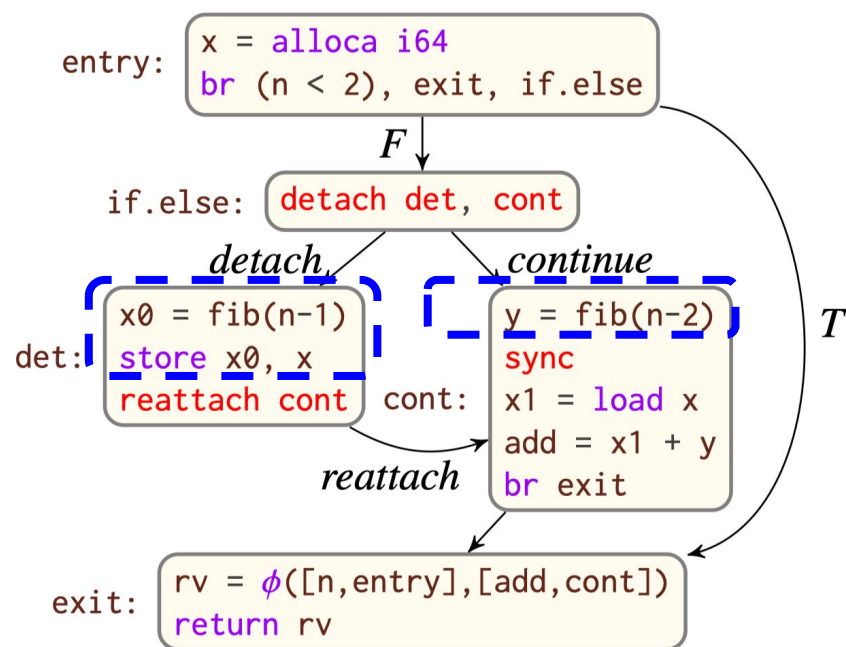 entry:
x = alloca i64
br (n < 2), exit, if.else
F
T
if.else:
detach det, cont
detach
continue
det:
x0 = fib(n-1)
store x0, x
reattach cont
cont:
y = fib(n-2)
sync
x1 = load x
add = x1 + y
br exit
reattach
exit:
rv = ϕ([n,entry],[add,cont])
return rv